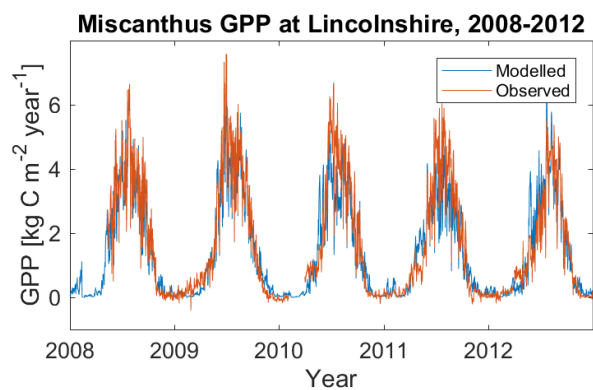 Miscanthus GPP at Lincolnshire, 2008-2012
GPP [kg C m⁻² year⁻¹]
6
4
2
0
Modelled
Observed
2008 2009 2010 2011 2012
Year